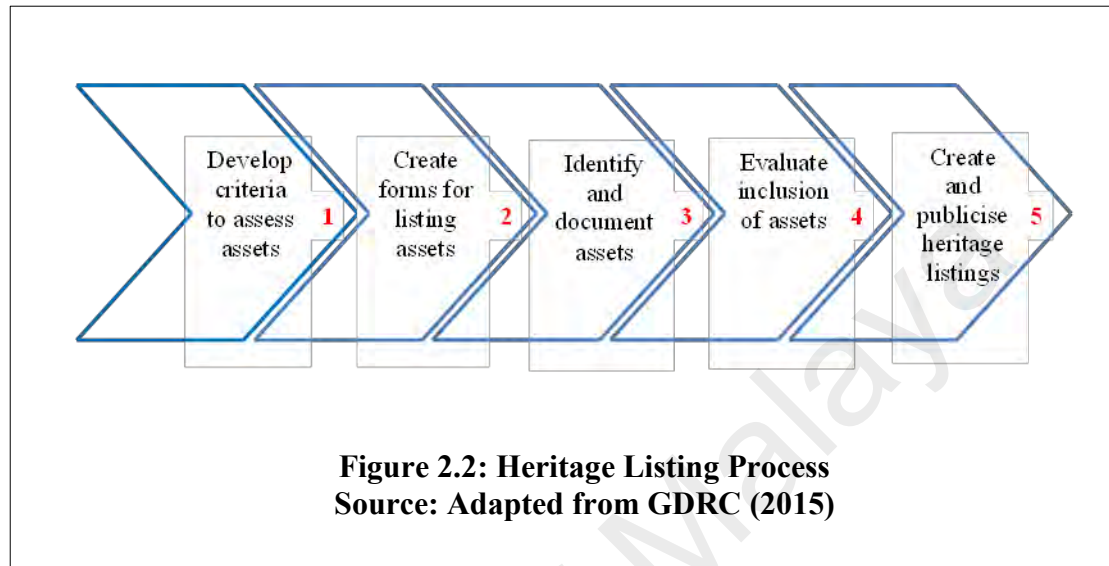 Develop
criteria
to assess
assets
1
Create
forms for
listing
assets
2
Identify
and
document
assets
3
Evaluate
inclusion
of assets
4
Create
and
publicise
heritage
listings
5
Figure 2.2: Heritage Listing Process
Source: Adapted from GDRC (2015)
Malaya